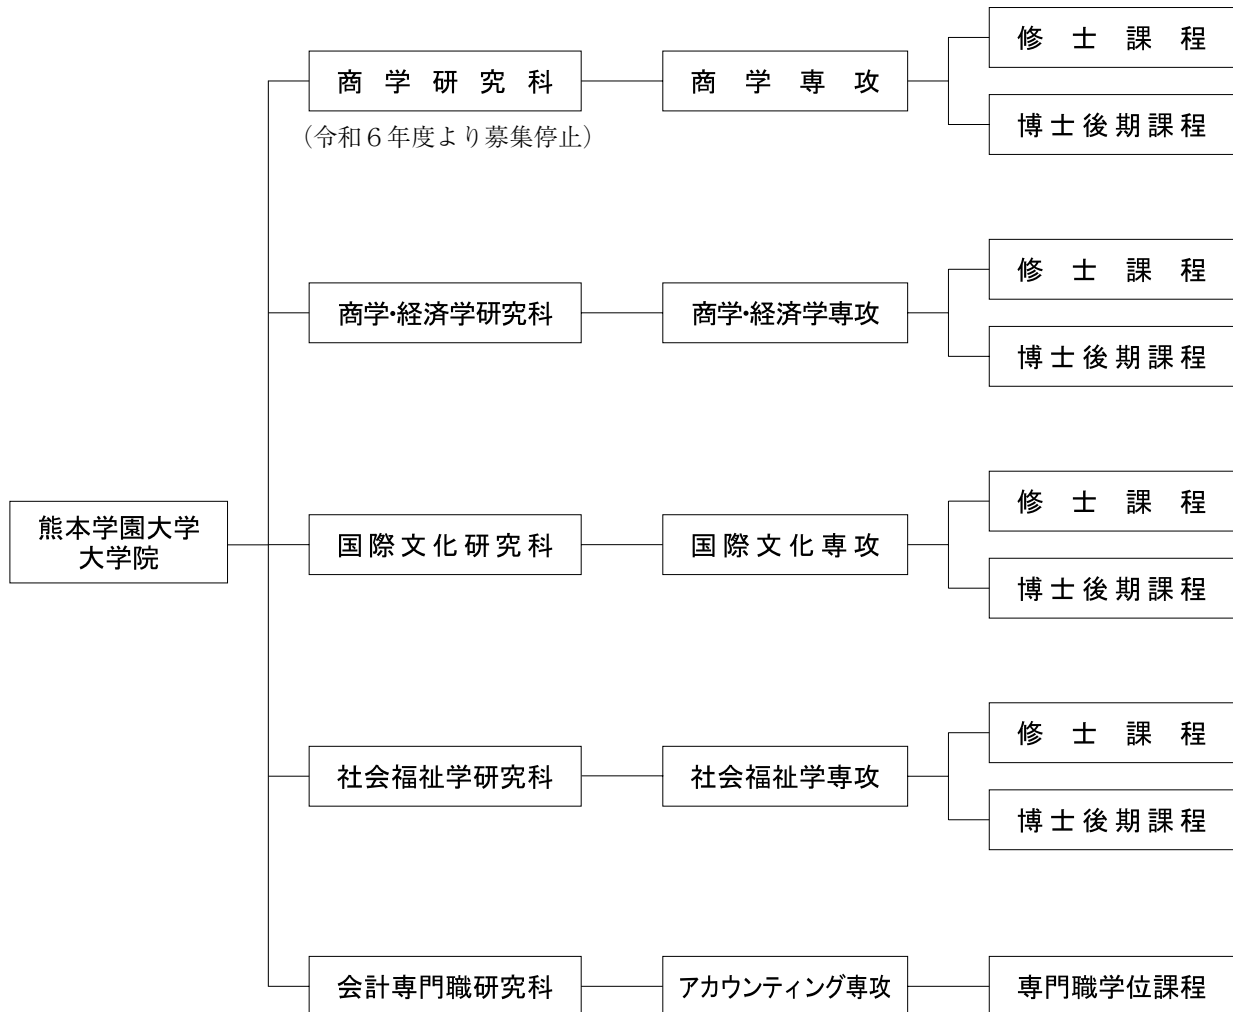 熊本学園大学
大学院
商学研究科
(令和6年度より募集停止)
商学専攻
修士課程
博士後期課程
商学・経済学研究科
商学・経済学専攻
修士課程
博士後期課程
国際文化研究科
国際文化専攻
修士課程
博士後期課程
社会福祉学研究科
社会福祉学専攻
修士課程
博士後期課程
会計専門職研究科
アカウンティング専攻
専門職学位課程